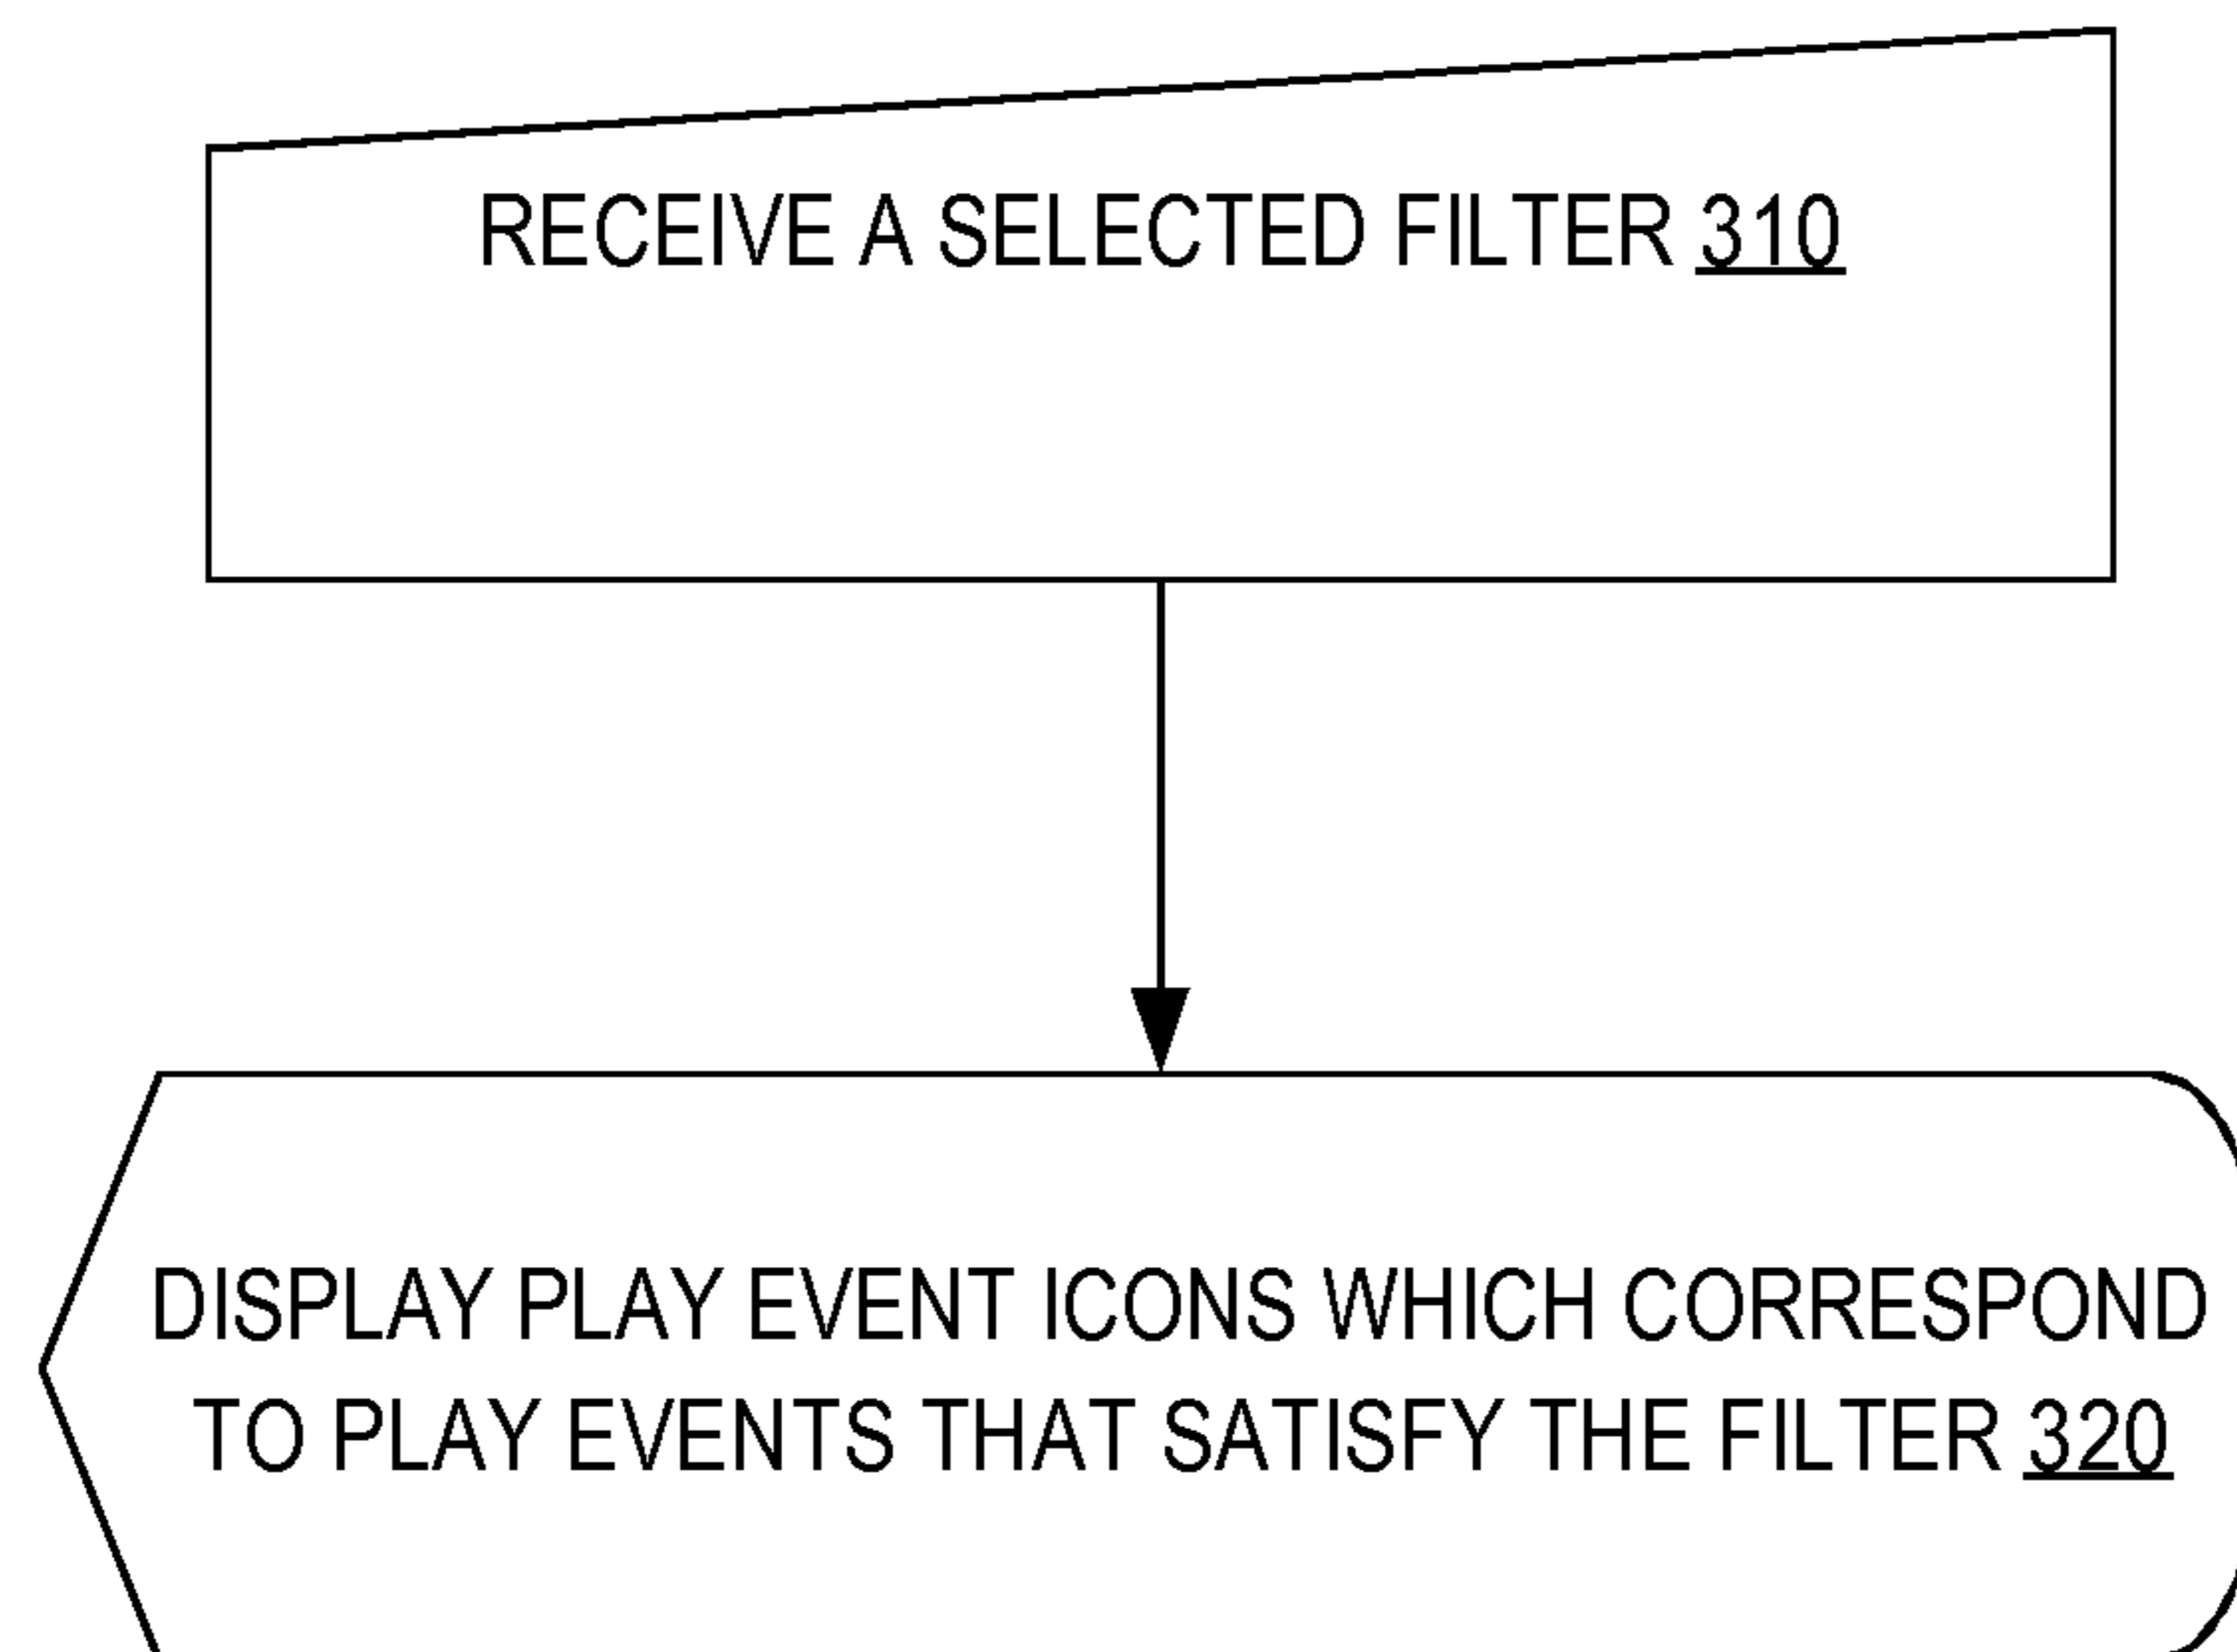 RECEIVE A SELECTED FILTER 310
DISPLAY PLAY EVENT ICONS WHICH CORRESPOND
TO PLAY EVENTS THAT SATISFY THE FILTER 320